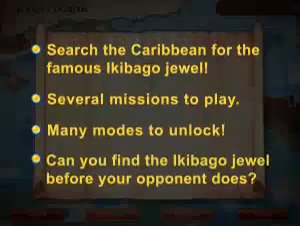 Search the Caribbean for the
famous Ikibago jewel!
Several missions to play.
Many modes to unlock!
Can you find the Ikibago jewel
before your opponent does?